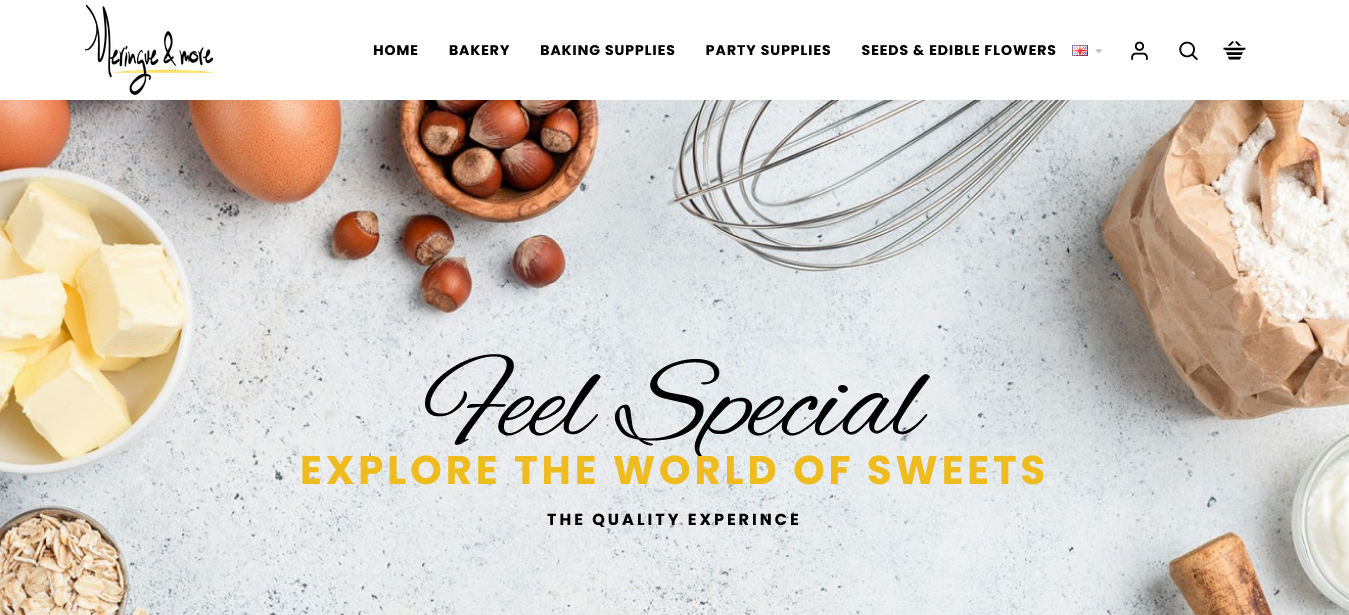 Meringue & more
HOME BAKERY BAKING SUPPLIES PARTY SUPPLIES SEEDS & EDIBLE FLOWERS
Feel Special
EXPLORE THE WORLD OF SWEETS
THE QUALITY EXPERINCE